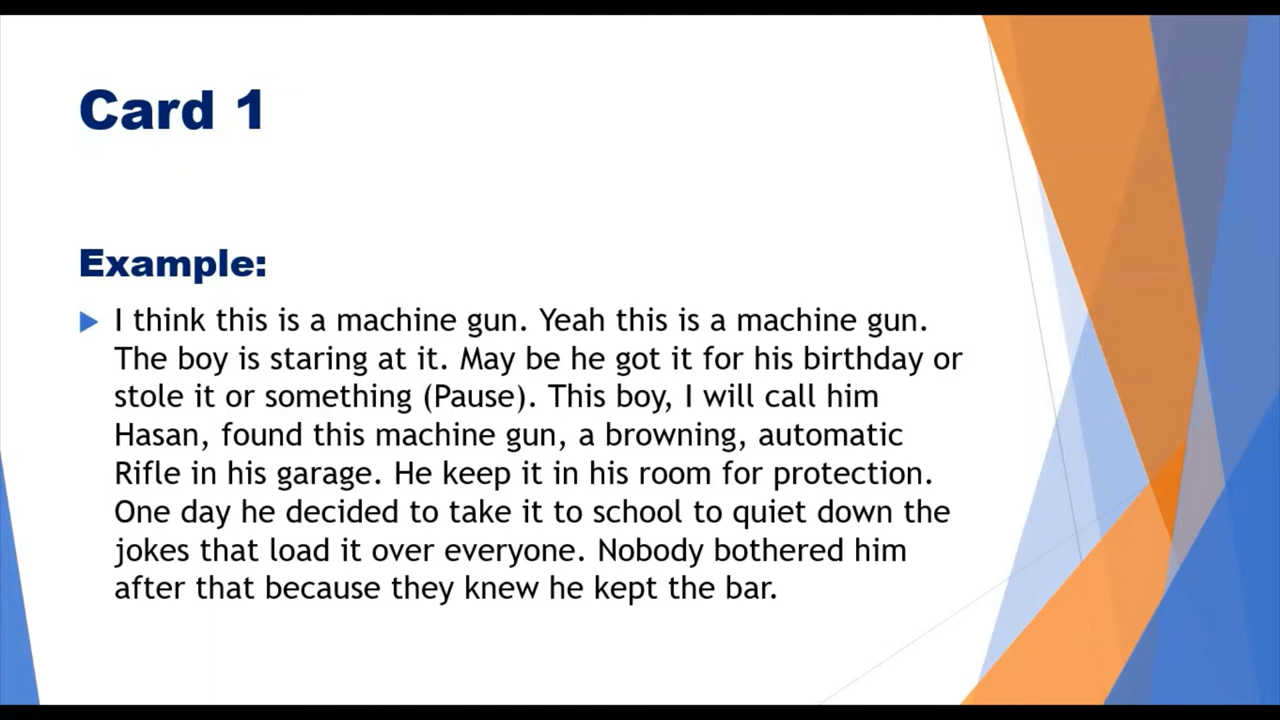 Card 1
Example:
I think this is a machine gun. Yeah this is a machine gun.
The boy is staring at it. May be he got it for his birthday or
stole it or something (Pause). This boy, I will call him
Hasan, found this machine gun, a browning, automatic
Rifle in his garage. He keep it in his room for protection.
One day he decided to take it to school to quiet down the
jokes that load it over everyone. Nobody bothered him
after that because they knew he kept the bar.